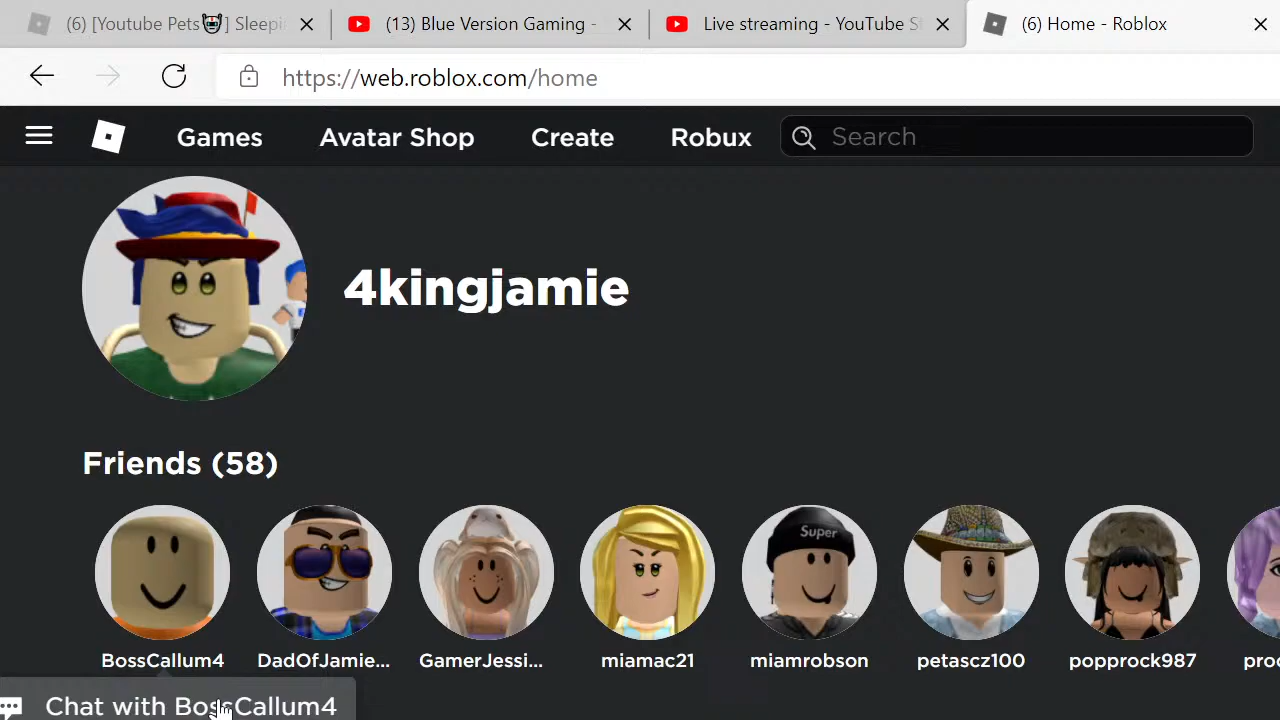 (6) [Youtube Pets] Sleepi
(13) Blue Version Gaming -
Live streaming - YouTube S
(6) Home - Roblox
https://web.roblox.com/home
Games Avatar Shop Create Robux Search
4kingjamie
Friends (58)
Super
BossCallum4 DadOfJamie... GamerJessi... miamac21 miamrobson petascz100 popprock987 proc
Chat with BossCallum4